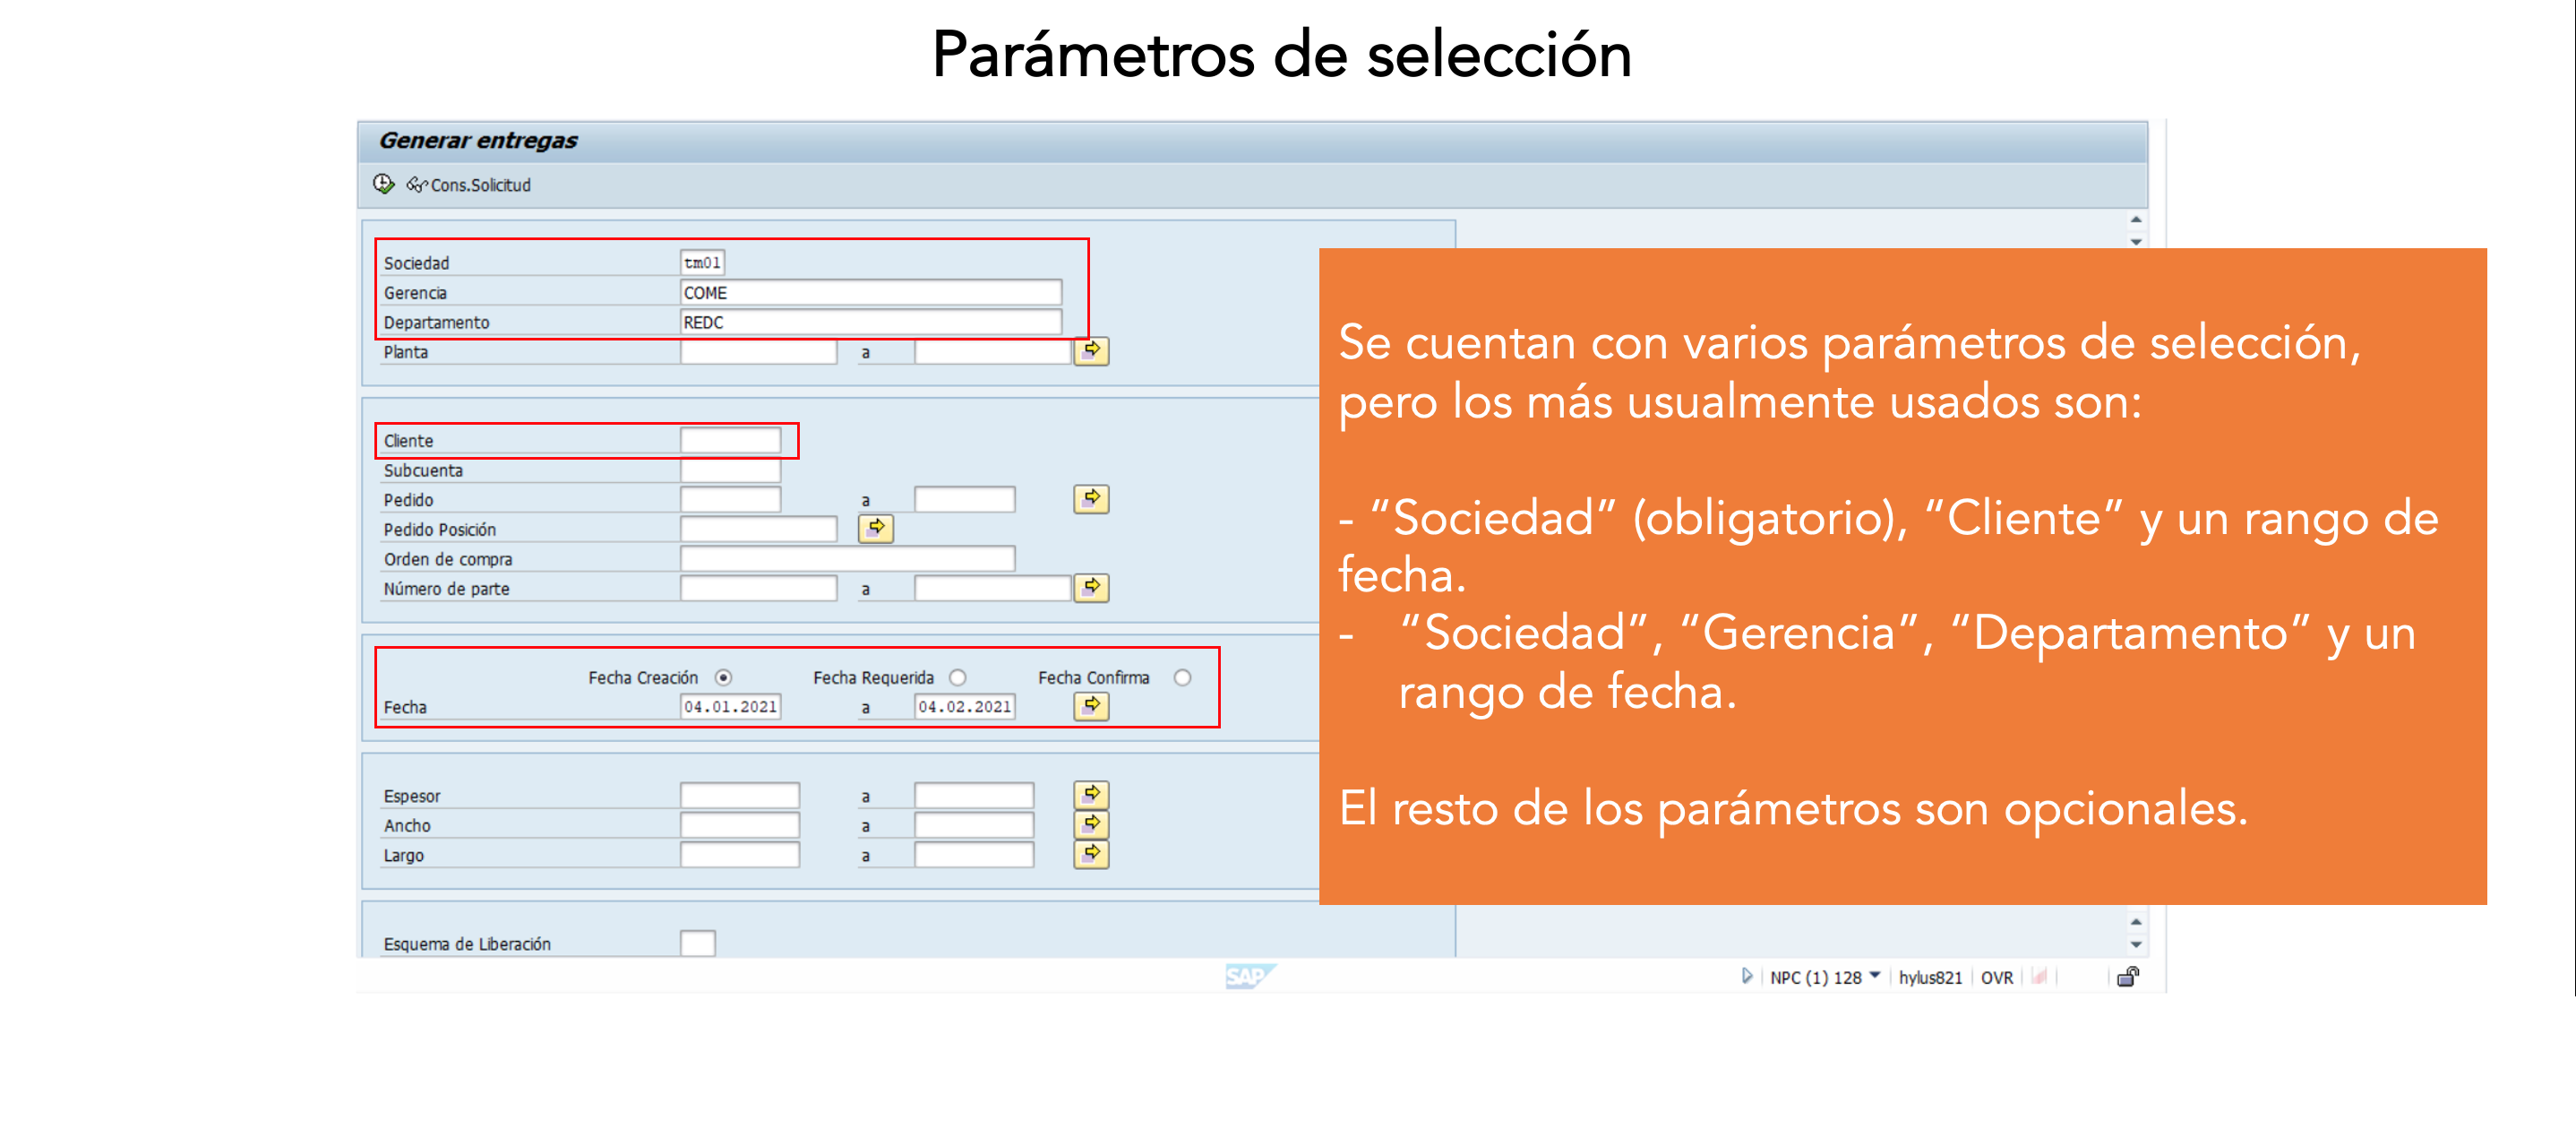 Parámetros de selección
Generar entregas
Cons.Solicitud
Sociedad tm01
Gerencia COME
Departamento REDC
Planta a
Cliente
Subcuenta
Pedido a
Pedido Posición
Orden de compra
Número de parte a
Fecha Creación Fecha Requerida Fecha Confirma
Fecha 04.01.2021 a 04.02.2021
Espesor a
Ancho a
Largo a
Esquema de Liberación
Se cuentan con varios parámetros de selección,
pero los más usualmente usados son:
- “Sociedad” (obligatorio), “Cliente” y un rango de
fecha.
- “Sociedad”, “Gerencia”, “Departamento” y un
rango de fecha.
El resto de los parámetros son opcionales.
SAP
NPC (1) 128 hylus821 OVR